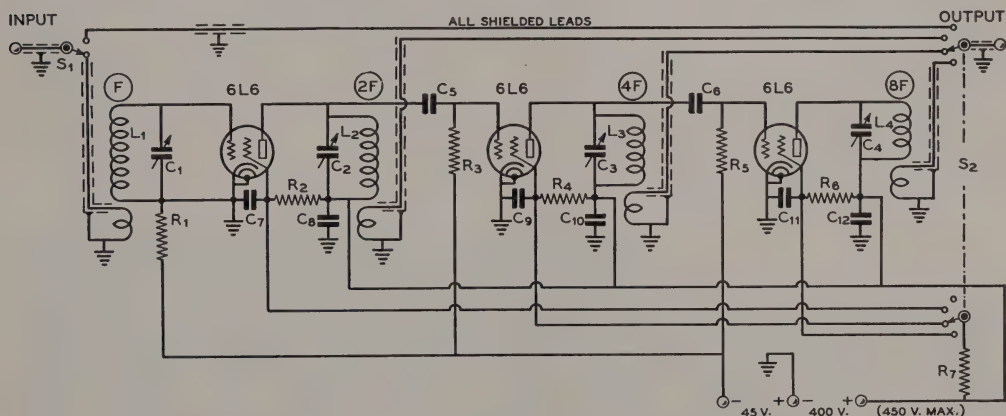 INPUT
ALL SHIELDED LEADS
OUTPUT
S1
F
6L6
2F
C5
6L6
4F
C6
6L6
8F
L1
C1
L2
C2
R3
L3
C3
R5
L4
C4
S2
R1
C7
R2
C8
C9
R4
C10
C11
R6
C12
R7
− 45 V. + − 400 V. + (450 V. MAX.)